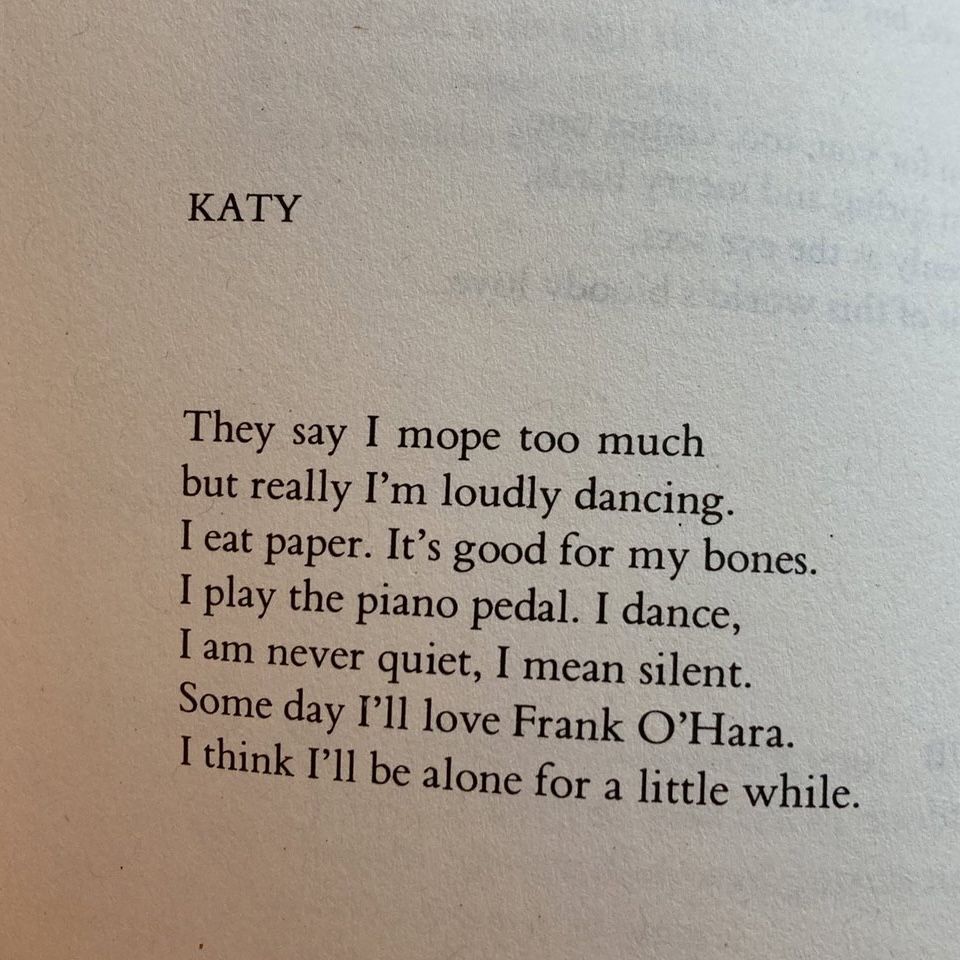 KATY
They say I mope too much
but really I’m loudly dancing.
I eat paper. It’s good for my bones.
I play the piano pedal. I dance,
I am never quiet, I mean silent.
Some day I’ll love Frank O’Hara.
I think I’ll be alone for a little while.